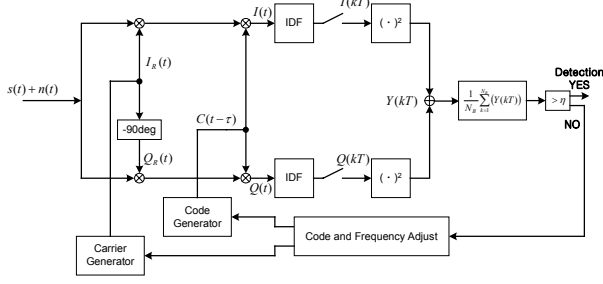 I(t)
IDF
I(kT)
( · )²
I_R(t)
s(t) + n(t)
-90deg
C(t − τ)
Y(kT)
1/N_B ∑_{k=1}^{N_B} (Y(kT))
> η
Detection
YES
NO
Q_R(t)
Q(t)
IDF
Q(kT)
( · )²
Code
Generator
Code and Frequency Adjust
Carrier
Generator